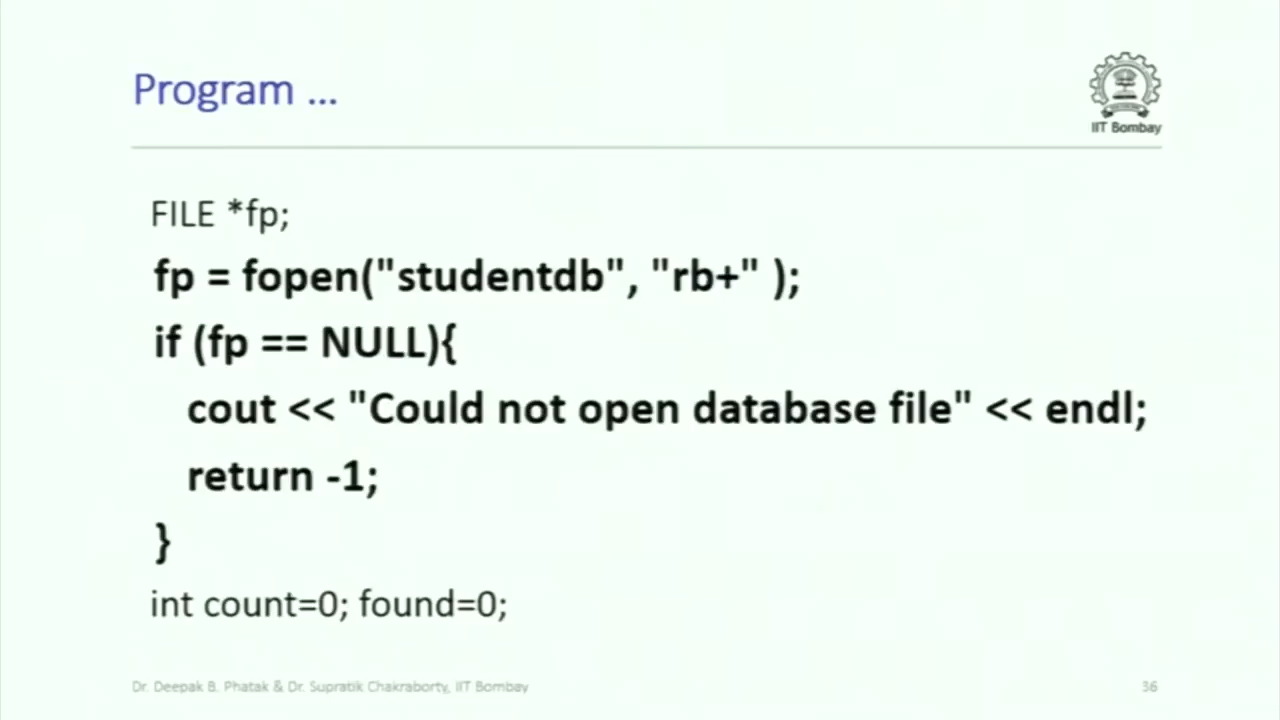 Program ...
IIT Bombay
FILE *fp;
fp = fopen("studentdb", "rb+" );
if (fp == NULL){
cout << "Could not open database file" << endl;
return -1;
}
int count=0; found=0;
Dr. Deepak B. Phatak & Dr. Supratik Chakraborty, IIT Bombay
36